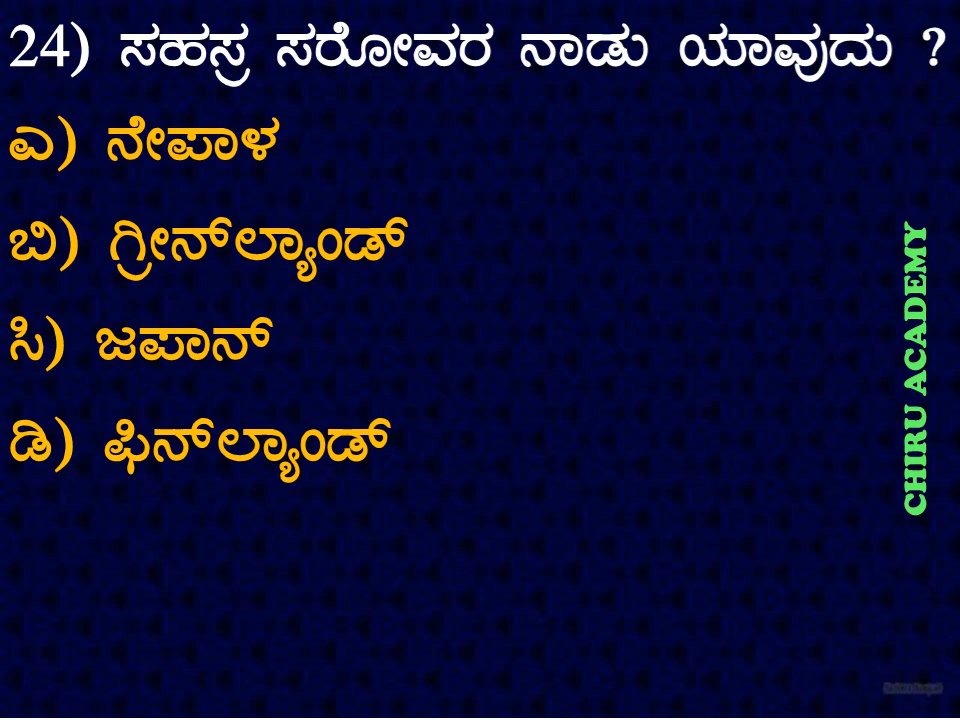 24) ಸಹಸ್ರ ಸರೋವರ ನಾಡು ಯಾವುದು ?
ಎ) ನೇಪಾಳ
ಬಿ) ಗ್ರೀನ್‌ಲ್ಯಾಂಡ್
ಸಿ) ಜಪಾನ್
ಡಿ) ಫಿನ್‌ಲ್ಯಾಂಡ್
CHIRU ACADEMY